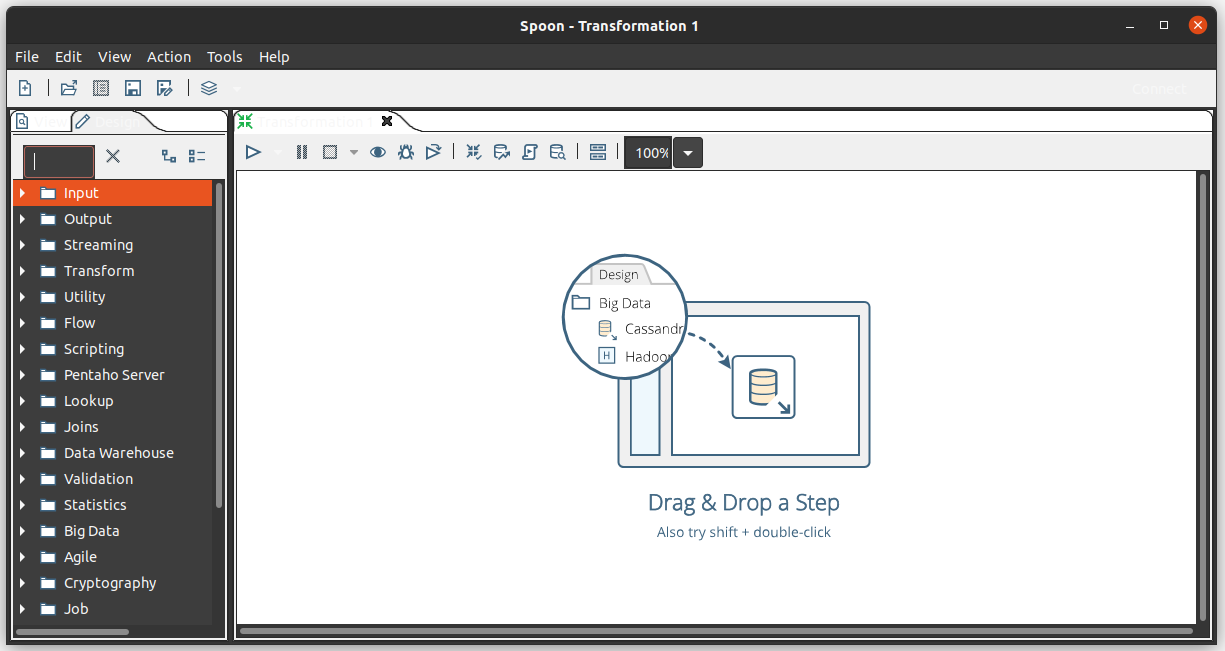 Spoon - Transformation 1
File Edit View Action Tools Help
Connect
View Design
Transformation 1
100%
Input
Output
Streaming
Transform
Utility
Flow
Scripting
Pentaho Server
Lookup
Joins
Data Warehouse
Validation
Statistics
Big Data
Agile
Cryptography
Job
Design
Big Data
Cassandr
H Hadoop
Drag & Drop a Step
Also try shift + double-click